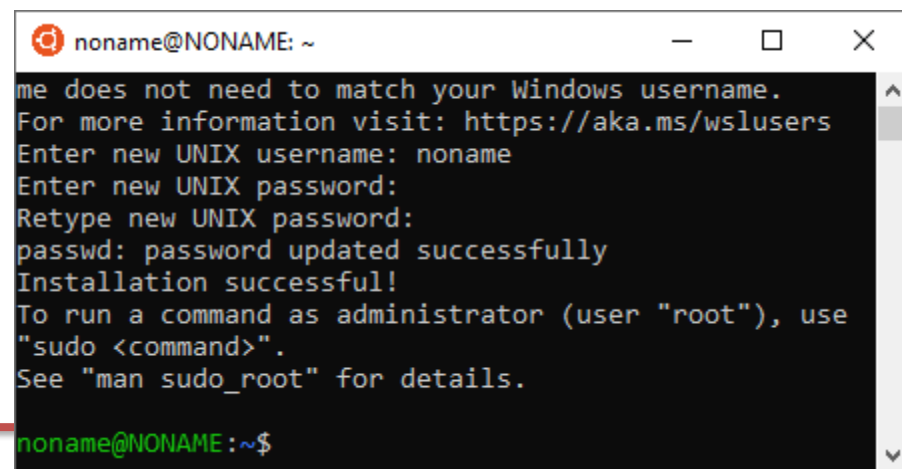 noname@NONAME: ~
me does not need to match your Windows username.
For more information visit: https://aka.ms/wslusers
Enter new UNIX username: noname
Enter new UNIX password:
Retype new UNIX password:
passwd: password updated successfully
Installation successful!
To run a command as administrator (user "root"), use
"sudo <command>".
See "man sudo_root" for details.
noname@NONAME:~$